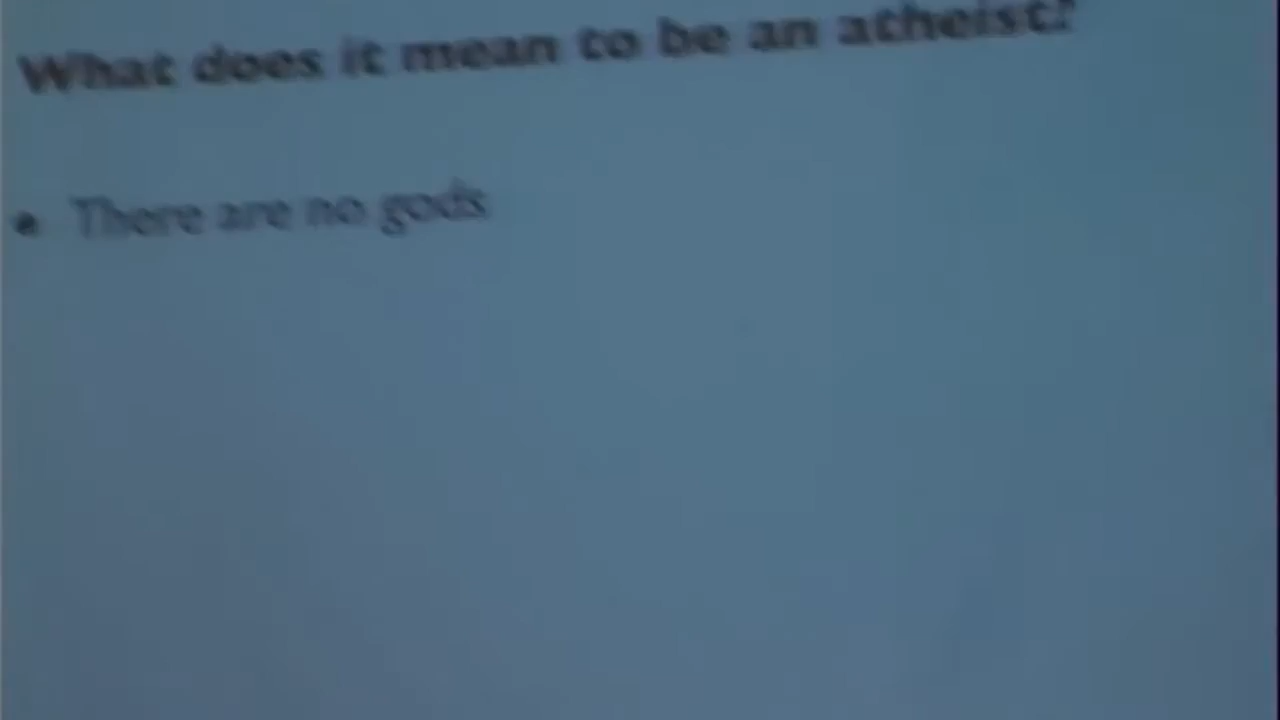 What does it mean to be an atheist?
• There are no gods